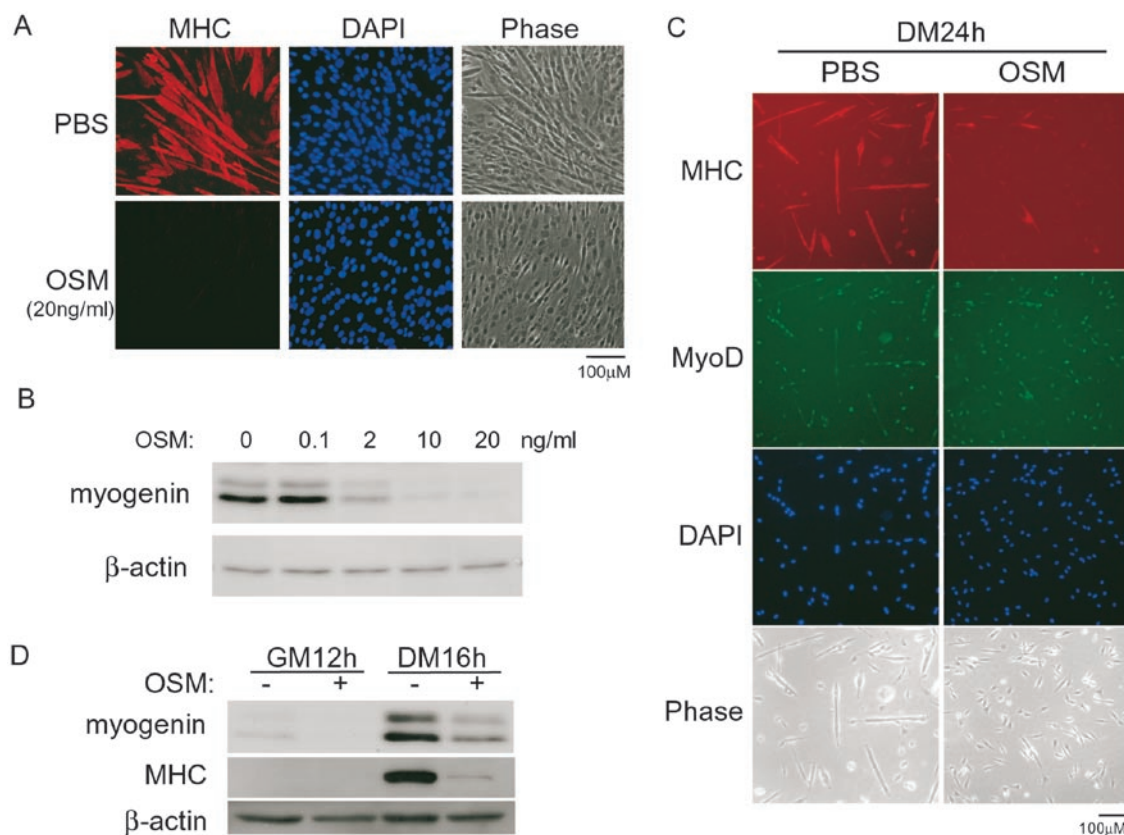 A
MHC DAPI Phase
PBS
OSM
(20ng/ml)
100μM
B
OSM: 0 0.1 2 10 20 ng/ml
myogenin
β-actin
D
GM12h DM16h
OSM: - + - +
myogenin
MHC
β-actin
C
DM24h
PBS OSM
MHC
MyoD
DAPI
Phase
100μM